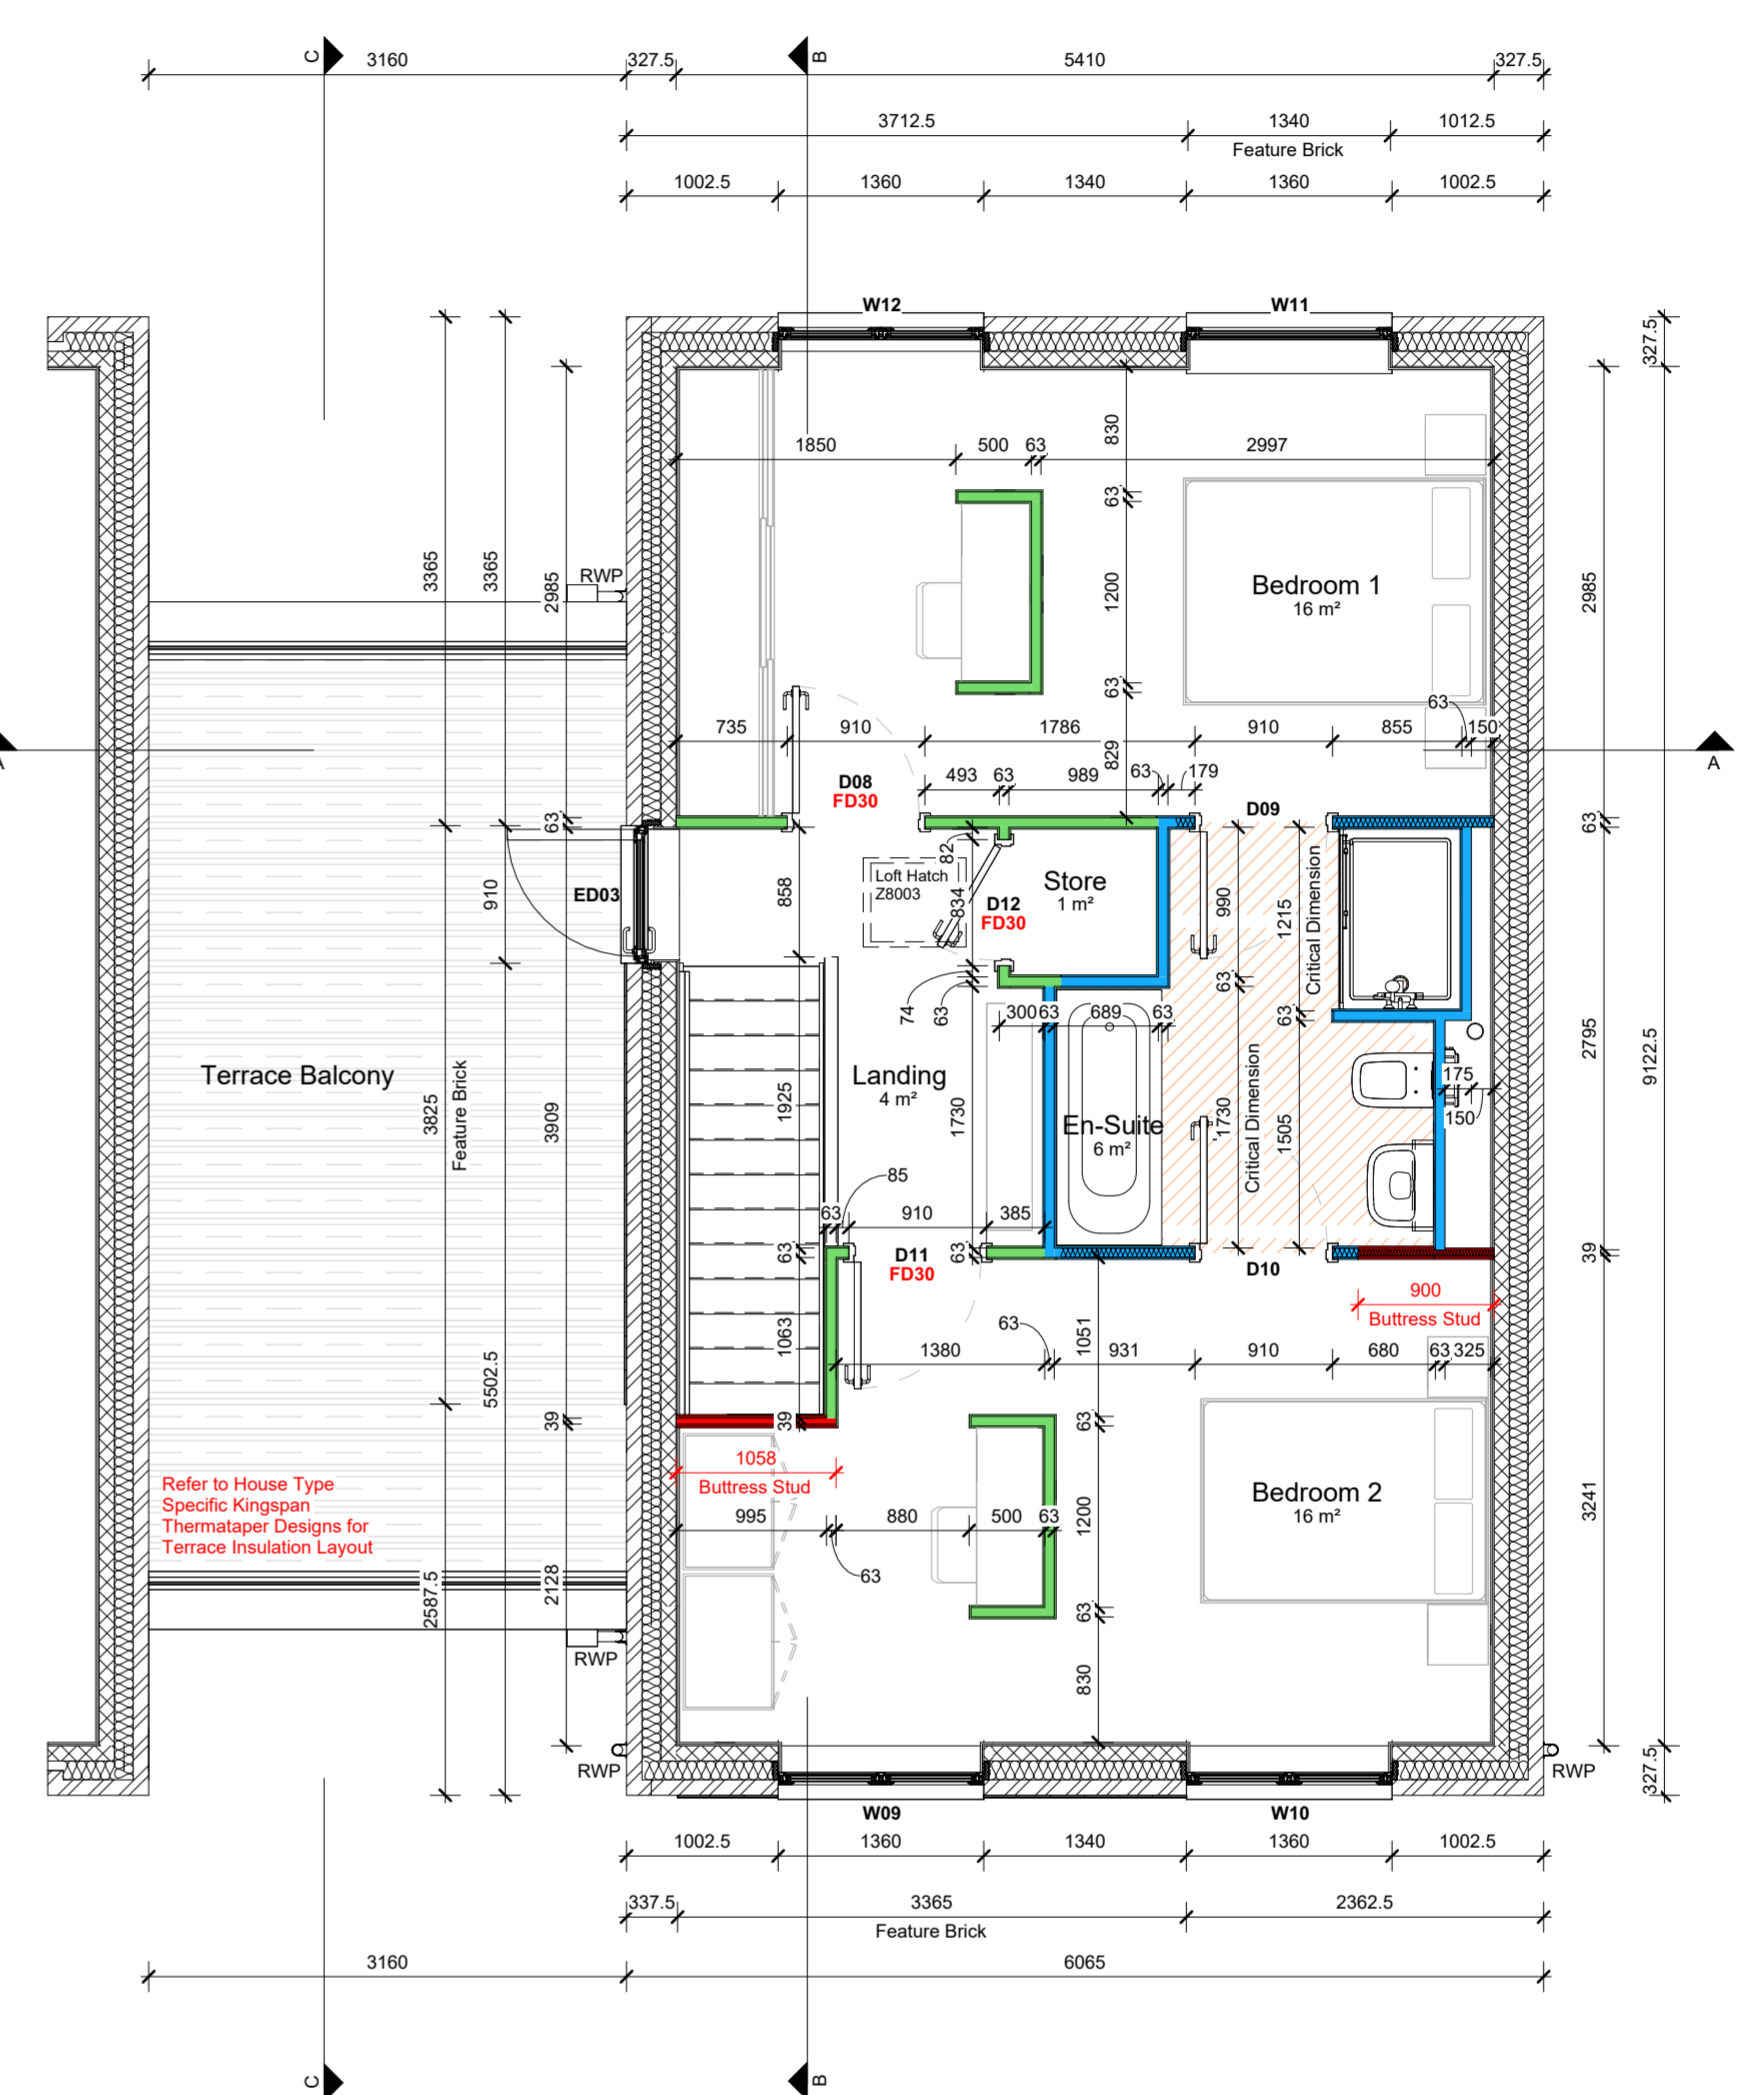 C
3160
327.5
B
5410
327.5
3712.5
1340
1012.5
Feature Brick
1002.5
1360
1340
1360
1002.5
W12
W11
327.5
1850
500
63
2997
830
63
3365
3365
2985
RWP
1200
Bedroom 1
16 m²
2985
63
63
735
910
1786
910
855
150
829
A
A
D08
FD30
493
63
989
63
179
D09
63
63
82
858
Loft Hatch
Z8003
834
Store
1 m²
D12
FD30
990
1215
Critical Dimension
ED03
910
74
63
63
63
300
63
689
63
2795
9122.5
Terrace Balcony
Feature Brick
3825
3909
1925
Landing
4 m²
1730
En-Suite
6 m²
1730
Critical Dimension
1505
175
150
85
63
910
385
63
63
D11
FD30
D10
39
900
Buttress Stud
5502.5
1063
63
1051
1380
931
910
680
63
325
39
39
63
1058
Buttress Stud
Refer to House Type
Specific Kingspan
Thermataper Designs for
Terrace Insulation Layout
995
880
500
63
1200
Bedroom 2
16 m²
3241
63
2587.5
2128
63
RWP
830
RWP
RWP
327.5
W09
W10
1002.5
1360
1340
1360
1002.5
337.5
3365
2362.5
Feature Brick
3160
6065
C
B